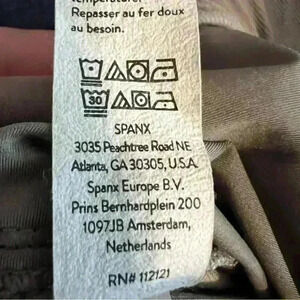 température.
Repasser au fer doux
au besoin.
30
SPANX
3035 Peachtree Road NE
Atlanta, GA 30305, U.S.A.
Spanx Europe B.V.
Prins Bernhardplein 200
1097JB Amsterdam,
Netherlands
RN# 112121